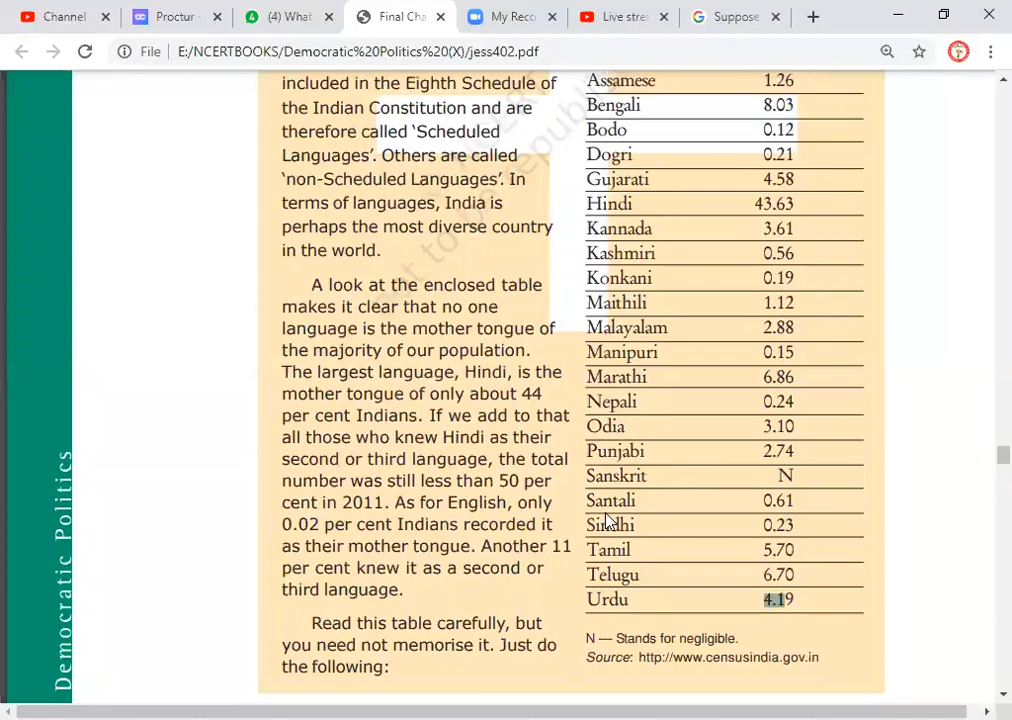 Channel
Proctur -
(4) What
Final Cha
My Reco
Live stre
Suppose
File E:/NCERTBOOKS/Democratic%20Politics%20(X)/jess402.pdf
included in the Eighth Schedule of
the Indian Constitution and are
therefore called ‘Scheduled
Languages’. Others are called
‘non-Scheduled Languages’. In
terms of languages, India is
perhaps the most diverse country
in the world.
A look at the enclosed table
makes it clear that no one
language is the mother tongue of
the majority of our population.
The largest language, Hindi, is the
mother tongue of only about 44
per cent Indians. If we add to that
all those who knew Hindi as their
second or third language, the total
number was still less than 50 per
cent in 2011. As for English, only
0.02 per cent Indians recorded it
as their mother tongue. Another 11
per cent knew it as a second or
third language.
Read this table carefully, but
you need not memorise it. Just do
the following:
Assamese 1.26
Bengali 8.03
Bodo 0.12
Dogri 0.21
Gujarati 4.58
Hindi 43.63
Kannada 3.61
Kashmiri 0.56
Konkani 0.19
Maithili 1.12
Malayalam 2.88
Manipuri 0.15
Marathi 6.86
Nepali 0.24
Odia 3.10
Punjabi 2.74
Sanskrit N
Santali 0.61
Sindhi 0.23
Tamil 5.70
Telugu 6.70
Urdu 4.19
N — Stands for negligible.
Source: http://www.censusindia.gov.in
Democratic Politics
not to be republi